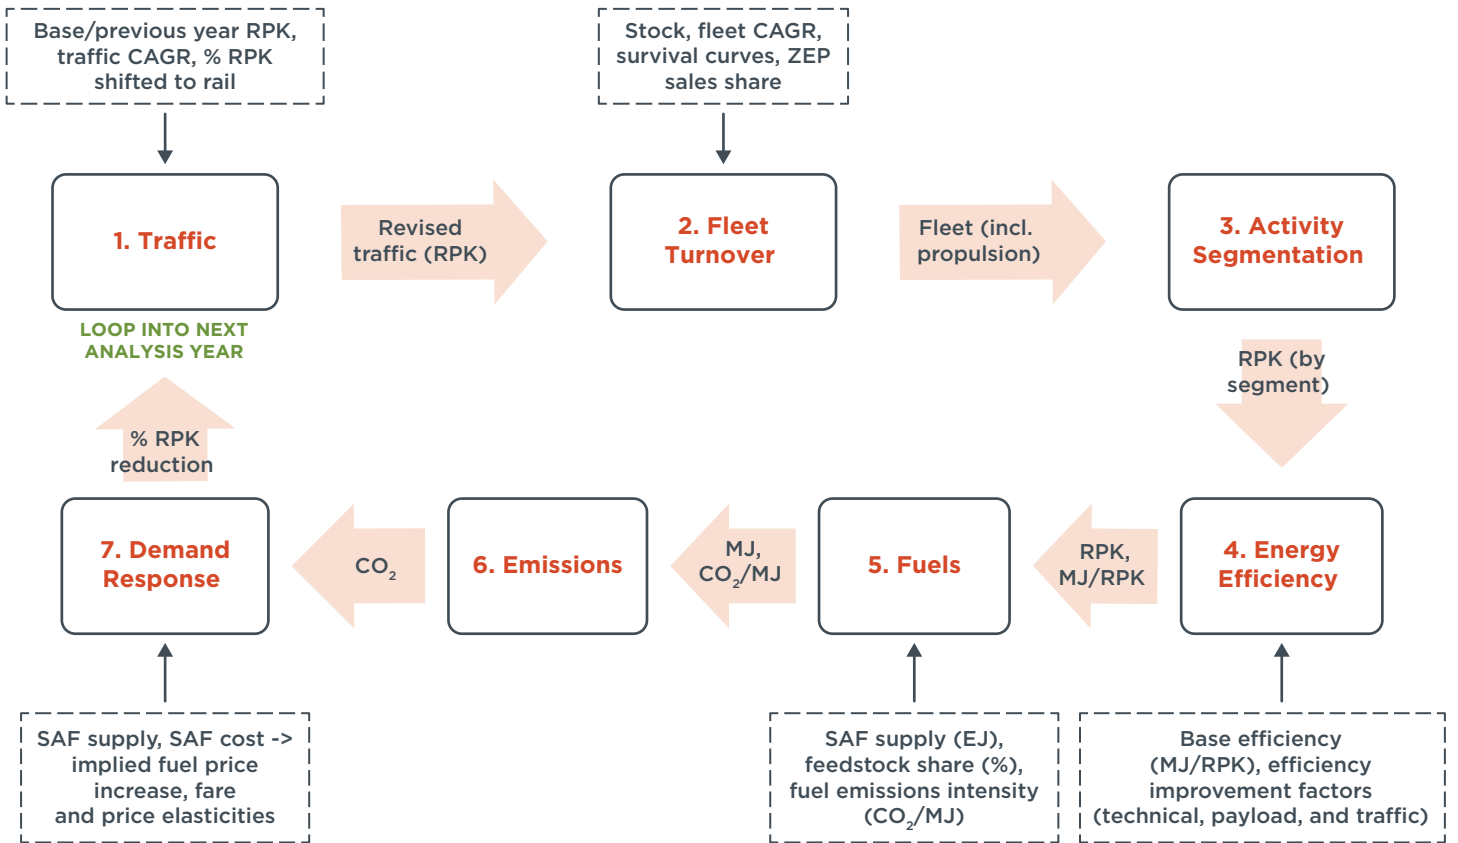 Base/previous year RPK,
traffic CAGR, % RPK
shifted to rail
Stock, fleet CAGR,
survival curves, ZEP
sales share
1. Traffic
Revised
traffic (RPK)
2. Fleet
Turnover
Fleet (incl.
propulsion)
3. Activity
Segmentation
LOOP INTO NEXT
ANALYSIS YEAR
RPK (by
segment)
% RPK
reduction
7. Demand
Response
CO₂
6. Emissions
MJ,
CO₂/MJ
5. Fuels
RPK,
MJ/RPK
4. Energy
Efficiency
SAF supply, SAF cost ->
implied fuel price
increase, fare
and price elasticities
SAF supply (EJ),
feedstock share (%),
fuel emissions intensity
(CO₂/MJ)
Base efficiency
(MJ/RPK), efficiency
improvement factors
(technical, payload, and traffic)